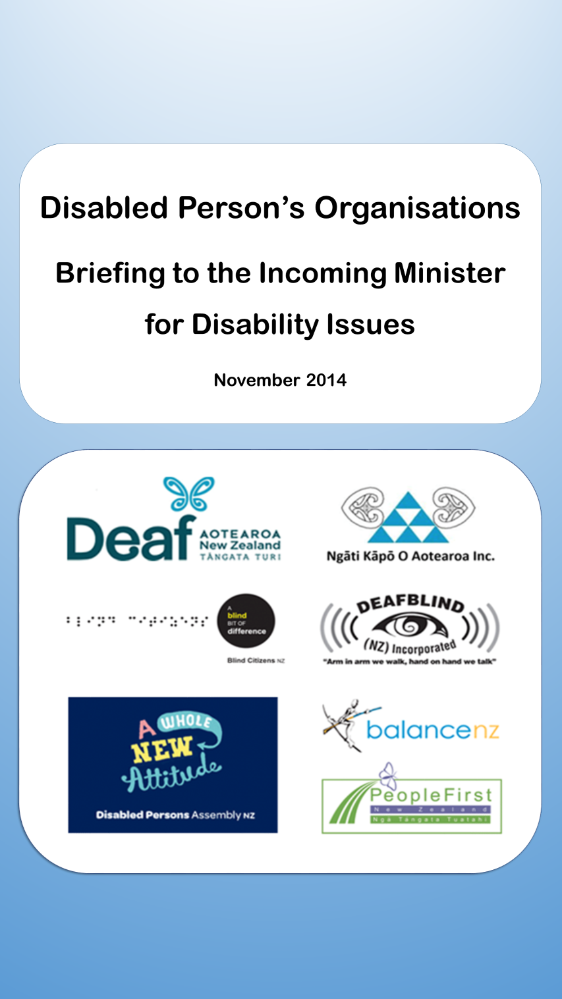 Disabled Person’s Organisations
Briefing to the Incoming Minister
for Disability Issues
November 2014
Deaf AOTEAROA
New Zealand
TĀNGATA TURI
Ngāti Kāpō O Aotearoa Inc.
⠃⠇⠊⠝⠙ ⠉⠊⠞⠊⠵⠑⠝⠎
A
blind
BIT OF
difference
Blind Citizens NZ
DEAFBLIND
(NZ) Incorporated
"Arm in arm we walk, hand on hand we talk"
A WHOLE
NEW
Attitude
Disabled Persons Assembly NZ
balancenz
PeopleFirst
New Zealand
Ngā Tāngata Tuatahi